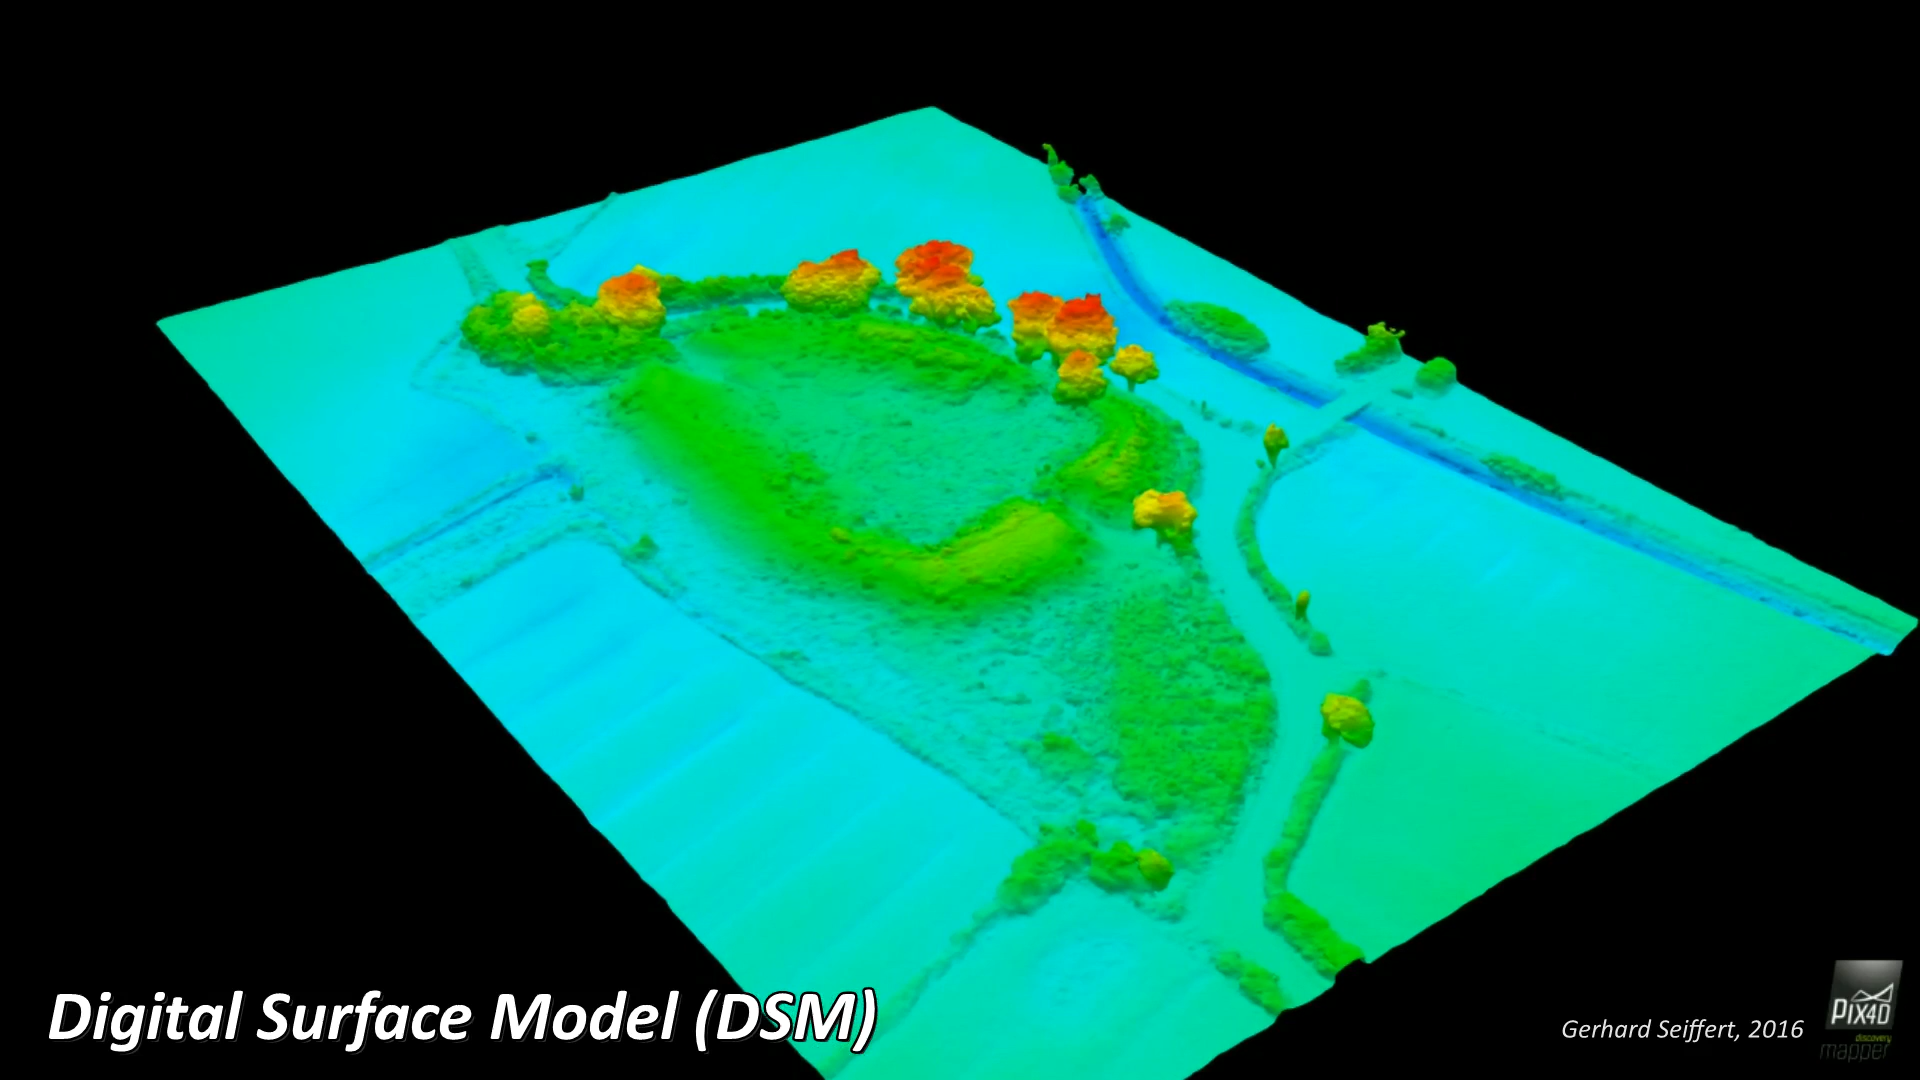 Digital Surface Model (DSM)
Gerhard Seiffert, 2016
PIX4D
discovery
mapper